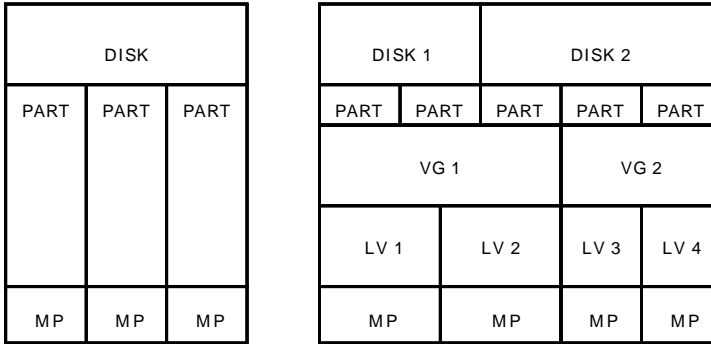 DISK
PART PART PART
MP MP MP
DISK 1 DISK 2
PART PART PART PART PART
VG 1 VG 2
LV 1 LV 2 LV 3 LV 4
MP MP MP MP